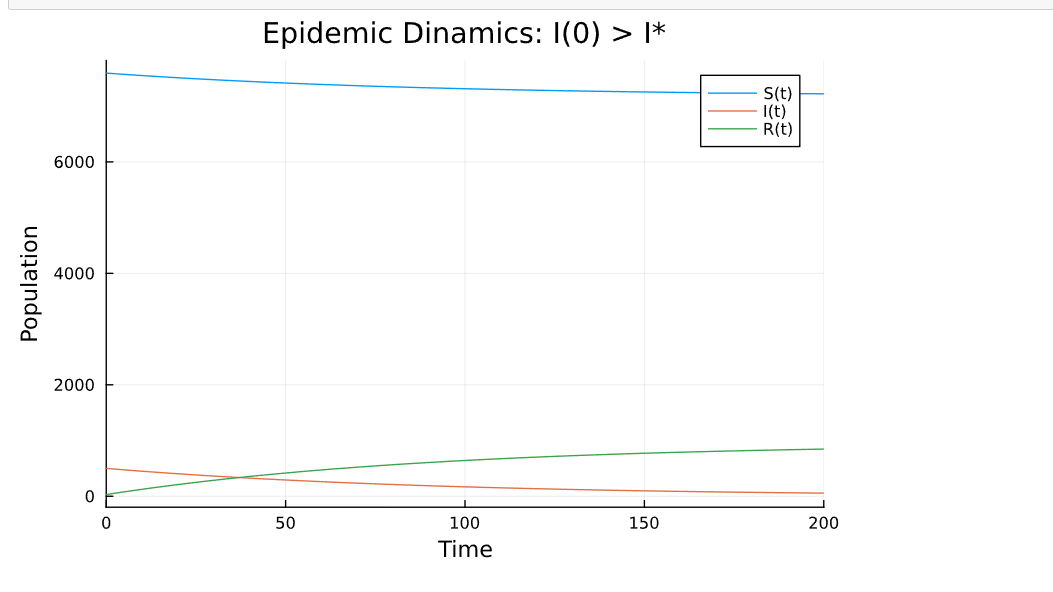 Epidemic Dinamics: I(0) > I*
S(t)
I(t)
R(t)
6000
4000
2000
0
Population
0 50 100 150 200
Time